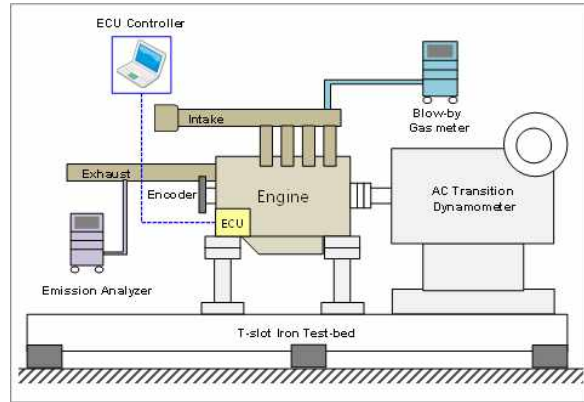 ECU Controller
Intake
Blow-by
Gas meter
Exhaust
Encoder
Engine
AC Transition
Dynamometer
ECU
Emission Analyzer
T-slot Iron Test-bed